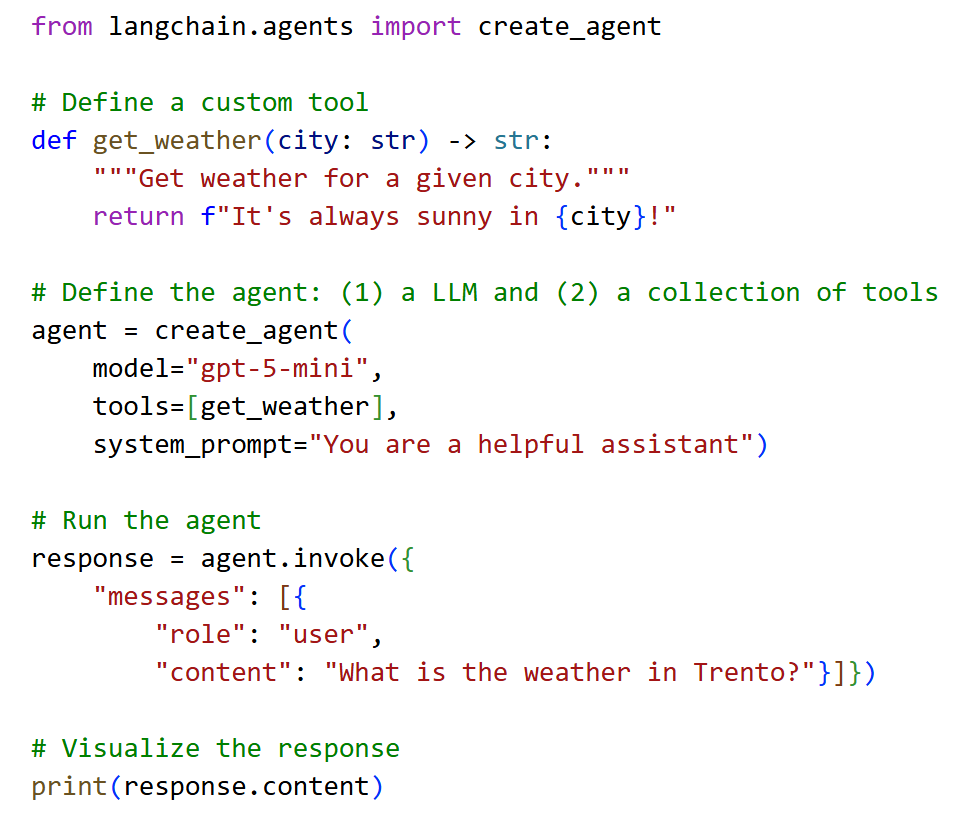 from langchain.agents import create_agent

# Define a custom tool
def get_weather(city: str) -> str:
    """Get weather for a given city."""
    return f"It's always sunny in {city}!"

# Define the agent: (1) a LLM and (2) a collection of tools
agent = create_agent(
    model="gpt-5-mini",
    tools=[get_weather],
    system_prompt="You are a helpful assistant")

# Run the agent
response = agent.invoke({
    "messages": [{
        "role": "user",
        "content": "What is the weather in Trento?"}]})

# Visualize the response
print(response.content)